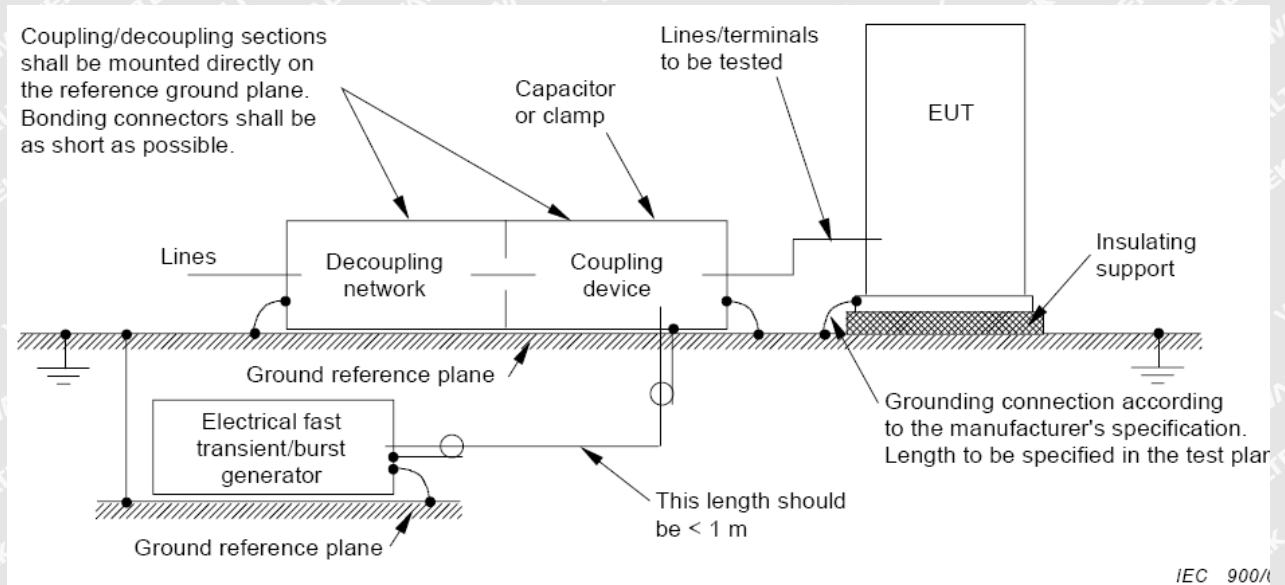 Coupling/decoupling sections
shall be mounted directly on
the reference ground plane.
Bonding connectors shall be
as short as possible.
Capacitor
or clamp
Lines/terminals
to be tested
EUT
Lines
Decoupling
network
Coupling
device
Insulating
support
Ground reference plane
Electrical fast
transient/burst
generator
Grounding connection according
to the manufacturer's specification.
Length to be specified in the test plan
This length should
be < 1 m
Ground reference plane
IEC 900/